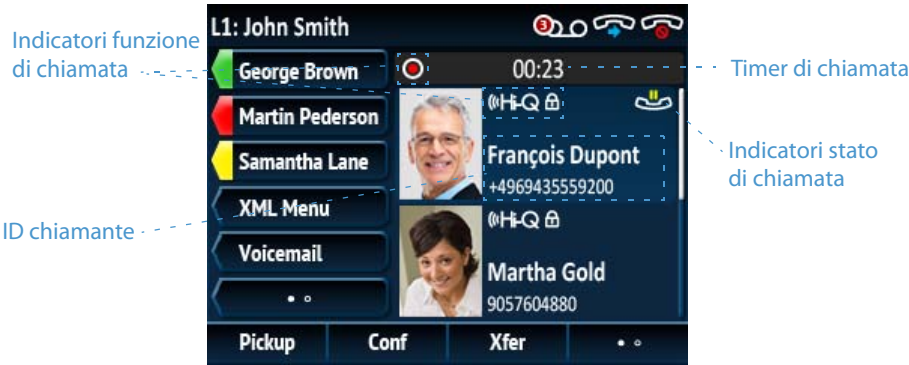 L1: John Smith
3
Indicatori funzione
di chiamata
George Brown
00:23
Timer di chiamata
Hi-Q
Martin Pederson
François Dupont
+4969435559200
Indicatori stato
di chiamata
Samantha Lane
XML Menu
Hi-Q
ID chiamante
Voicemail
Martha Gold
9057604880
Pickup Conf Xfer